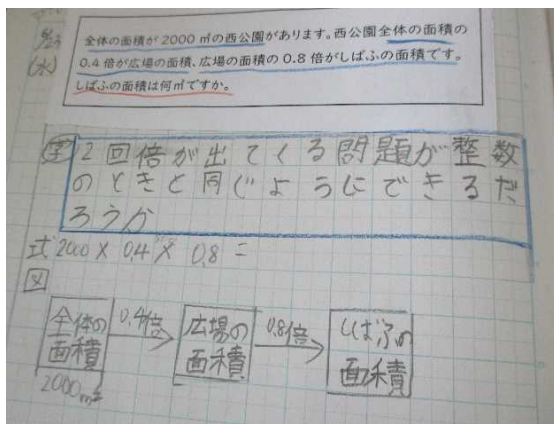 (水)
全体の面積が 2000 ㎡の西公園があります。西公園全体の面積の
0.4 倍が広場の面積、広場の面積の 0.8 倍がしばふの面積です。
しばふの面積は何㎡ですか。
学 2回倍が出てくる問題が整数
のときと同じようにできるだ
ろうか
式 2000 × 0.4 × 0.8 =
図
全体の面積 0.4倍 広場の面積 0.8倍 しばふの面積
2000㎡